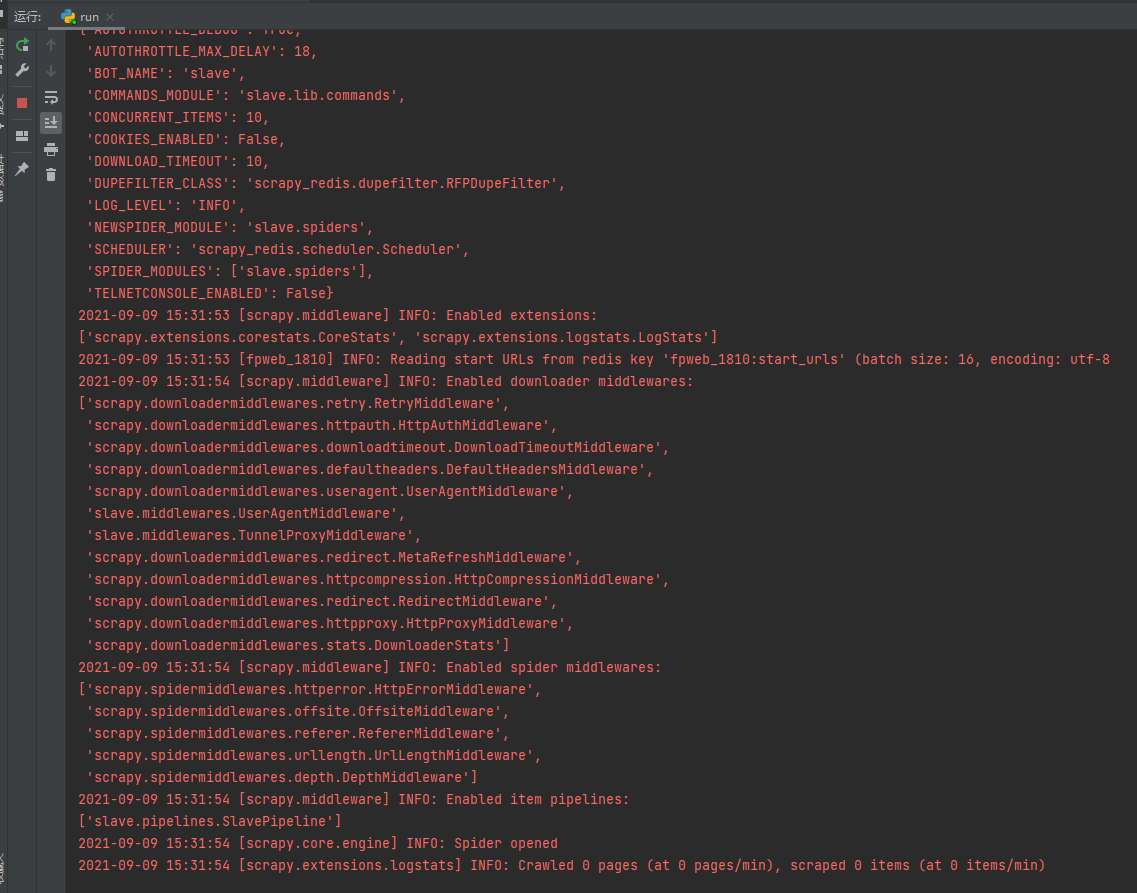 运行:
run
{'AUTOTHROTTLE_DEBUG': True,
'AUTOTHROTTLE_MAX_DELAY': 18,
'BOT_NAME': 'slave',
'COMMANDS_MODULE': 'slave.lib.commands',
'CONCURRENT_ITEMS': 10,
'COOKIES_ENABLED': False,
'DOWNLOAD_TIMEOUT': 10,
'DUPEFILTER_CLASS': 'scrapy_redis.dupefilter.RFPDupeFilter',
'LOG_LEVEL': 'INFO',
'NEWSPIDER_MODULE': 'slave.spiders',
'SCHEDULER': 'scrapy_redis.scheduler.Scheduler',
'SPIDER_MODULES': ['slave.spiders'],
'TELNETCONSOLE_ENABLED': False}
2021-09-09 15:31:53 [scrapy.middleware] INFO: Enabled extensions:
['scrapy.extensions.corestats.CoreStats', 'scrapy.extensions.logstats.LogStats']
2021-09-09 15:31:53 [fpweb_1810] INFO: Reading start URLs from redis key 'fpweb_1810:start_urls' (batch size: 16, encoding: utf-8
2021-09-09 15:31:54 [scrapy.middleware] INFO: Enabled downloader middlewares:
['scrapy.downloadermiddlewares.retry.RetryMiddleware',
'scrapy.downloadermiddlewares.httpauth.HttpAuthMiddleware',
'scrapy.downloadermiddlewares.downloadtimeout.DownloadTimeoutMiddleware',
'scrapy.downloadermiddlewares.defaultheaders.DefaultHeadersMiddleware',
'scrapy.downloadermiddlewares.useragent.UserAgentMiddleware',
'slave.middlewares.UserAgentMiddleware',
'slave.middlewares.TunnelProxyMiddleware',
'scrapy.downloadermiddlewares.redirect.MetaRefreshMiddleware',
'scrapy.downloadermiddlewares.httpcompression.HttpCompressionMiddleware',
'scrapy.downloadermiddlewares.redirect.RedirectMiddleware',
'scrapy.downloadermiddlewares.httpproxy.HttpProxyMiddleware',
'scrapy.downloadermiddlewares.stats.DownloaderStats']
2021-09-09 15:31:54 [scrapy.middleware] INFO: Enabled spider middlewares:
['scrapy.spidermiddlewares.httperror.HttpErrorMiddleware',
'scrapy.spidermiddlewares.offsite.OffsiteMiddleware',
'scrapy.spidermiddlewares.referer.RefererMiddleware',
'scrapy.spidermiddlewares.urllength.UrlLengthMiddleware',
'scrapy.spidermiddlewares.depth.DepthMiddleware']
2021-09-09 15:31:54 [scrapy.middleware] INFO: Enabled item pipelines:
['slave.pipelines.SlavePipeline']
2021-09-09 15:31:54 [scrapy.core.engine] INFO: Spider opened
2021-09-09 15:31:54 [scrapy.extensions.logstats] INFO: Crawled 0 pages (at 0 pages/min), scraped 0 items (at 0 items/min)